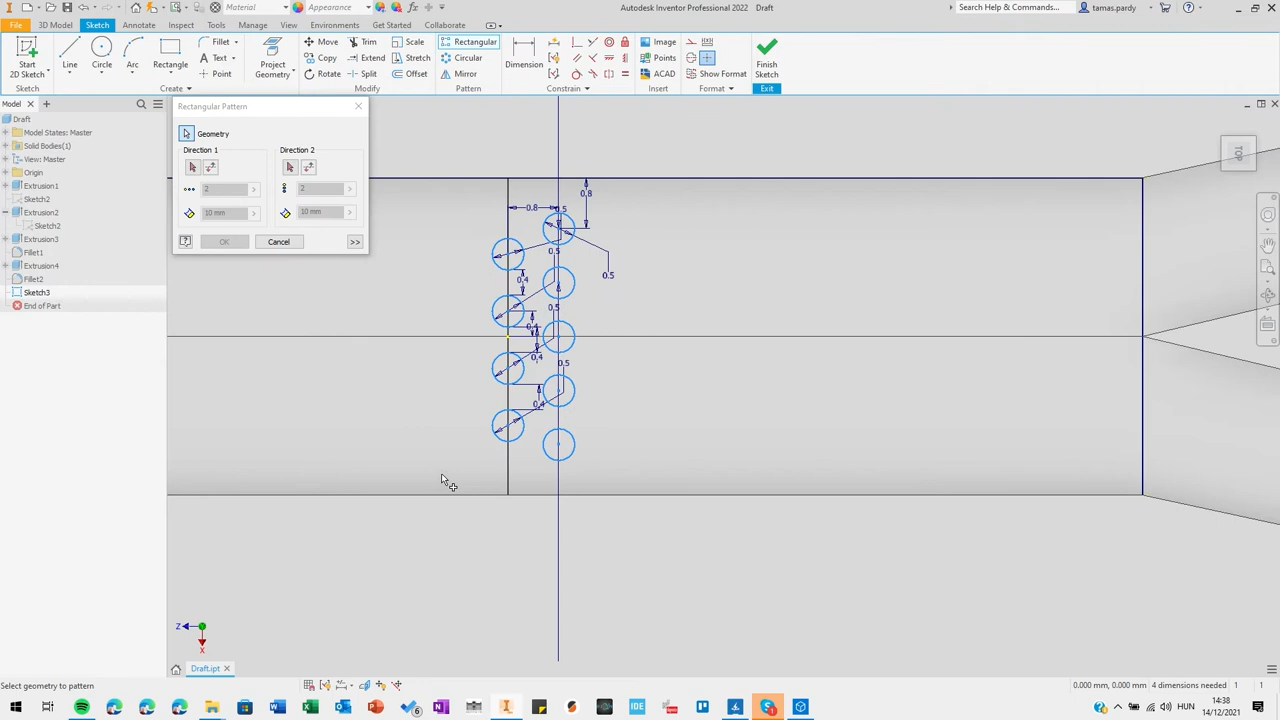 Material
Appearance
Autodesk Inventor Professional 2022 Draft
Search Help & Commands...
tamas.pardy
File 3D Model Sketch Annotate Inspect Tools Manage View Environments Get Started Collaborate
Start
2D Sketch
Line
Circle
Arc
Rectangle
Fillet
Text
Point
Project
Geometry
Move
Copy
Rotate
Trim
Extend
Split
Scale
Stretch
Offset
Rectangular
Circular
Mirror
Dimension
Image
Points
ACAD
Show Format
Finish
Sketch
Sketch Create Modify Pattern Constrain Insert Format Exit
Model
Draft
Model States: Master
Solid Bodies(1)
View: Master
Origin
Extrusion1
Sketch2
Extrusion2
Sketch2
Extrusion3
Fillet1
Extrusion4
Fillet2
Sketch3
End of Part
Rectangular Pattern
Geometry
Direction 1 Direction 2
2 2
10 mm 10 mm
OK Cancel >>
TOP
0.8
0.8
0.5
0.5
0.5
0.4
0.5
0.4
0.5
0.4
Z
X
Draft.ipt
Select geometry to pattern
0.000 mm, 0.000 mm 4 dimensions needed 1 1
IDE
HUN
14:38
14/12/2021